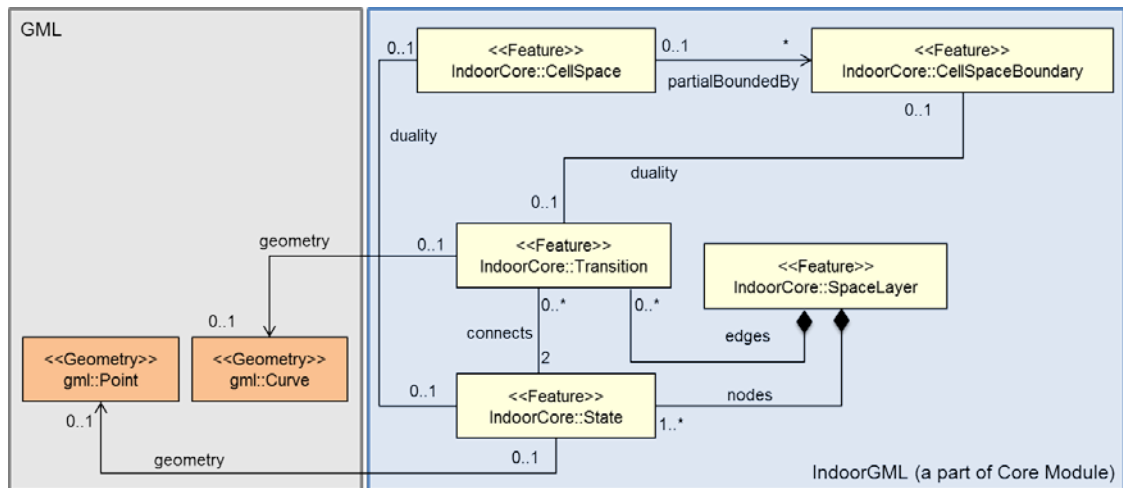 GML
0..1
<<Feature>>
IndoorCore::CellSpace
0..1
*
partialBoundedBy
<<Feature>>
IndoorCore::CellSpaceBoundary
0..1
duality
duality
0..1
geometry
0..1
<<Feature>>
IndoorCore::Transition
<<Feature>>
IndoorCore::SpaceLayer
0..*
0..*
connects
edges
0..1
2
<<Geometry>>
gml::Point
<<Geometry>>
gml::Curve
0..1
<<Feature>>
IndoorCore::State
nodes
1..*
0..1
0..1
geometry
IndoorGML (a part of Core Module)